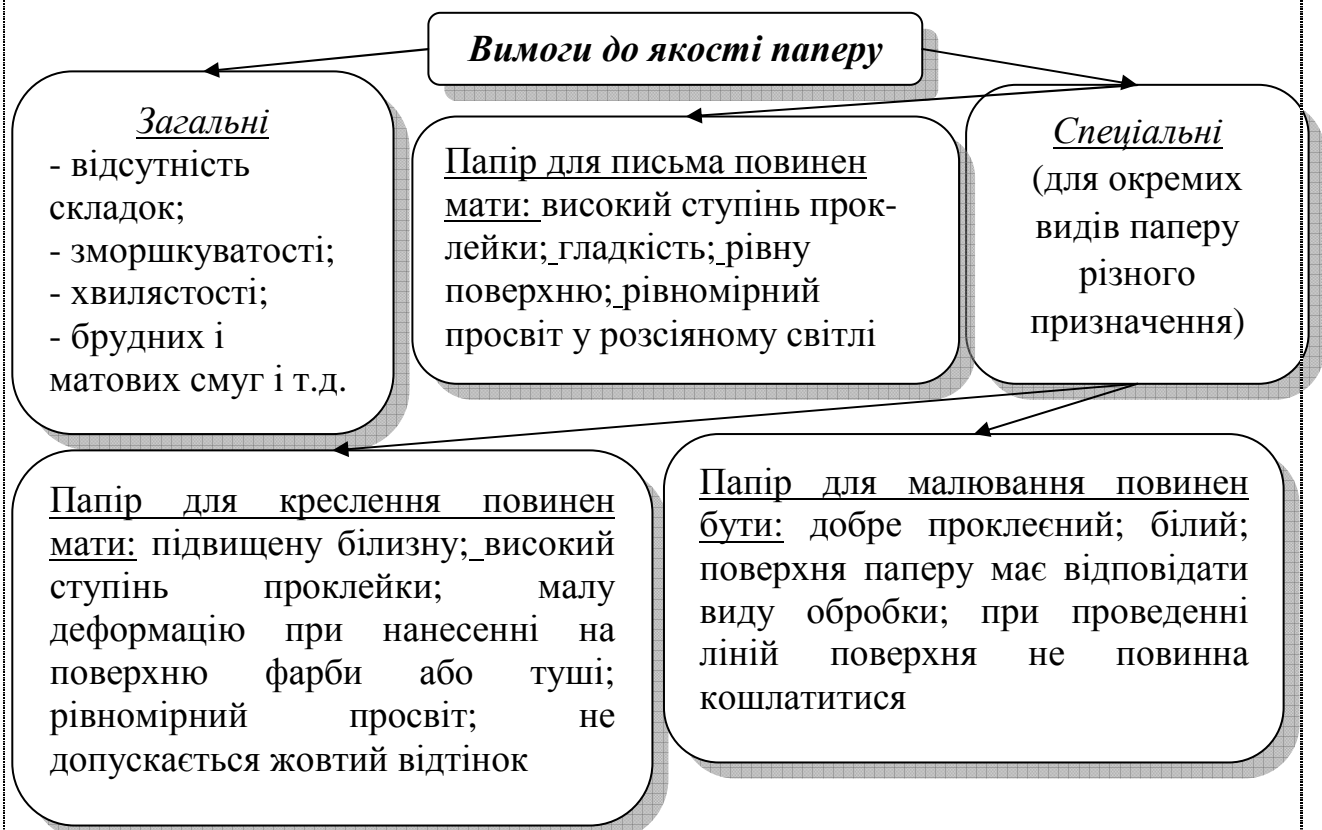 Вимоги до якості паперу
Загальні
- відсутність
складок;
- зморшкуватості;
- хвилястості;
- брудних і
матових смуг і т.д.
Папір для письма повинен
мати: високий ступінь прок-
лейки; гладкість; рівну
поверхню; рівномірний
просвіт у розсіяному світлі
Спеціальні
(для окремих
видів паперу
різного
призначення)
Папір для креслення повинен
мати: підвищену білизну; високий
ступінь проклейки; малу
деформацію при нанесенні на
поверхню фарби або туші;
рівномірний просвіт; не
допускається жовтий відтінок
Папір для малювання повинен
бути: добре проклеєний; білий;
поверхня паперу має відповідати
виду обробки; при проведенні
ліній поверхня не повинна
кошлатитися